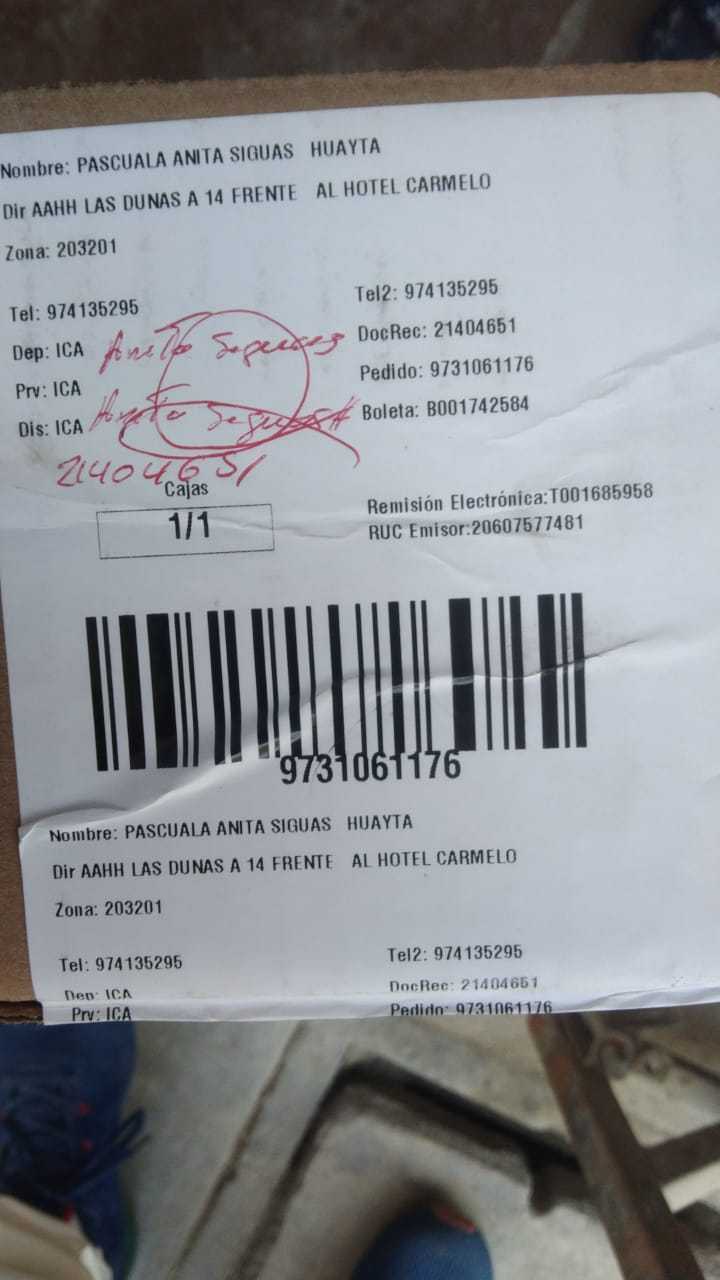 Nombre: PASCUALA ANITA SIGUAS HUAYTA
Dir AAHH LAS DUNAS A 14 FRENTE AL HOTEL CARMELO
Zona: 203201
Tel: 974135295 Tel2: 974135295
Dep: ICA DocRec: 21404651
Prv: ICA Pedido: 9731061176
Dis: ICA Boleta: B001742584
21404651
Cajas
1/1
Remisión Electrónica:T001685958
RUC Emisor:20607577481
9731061176
Nombre: PASCUALA ANITA SIGUAS HUAYTA
Dir AAHH LAS DUNAS A 14 FRENTE AL HOTEL CARMELO
Zona: 203201
Tel: 974135295 Tel2: 974135295
Dep: ICA DocRec: 21404651
Prv: ICA Pedido: 9731061176